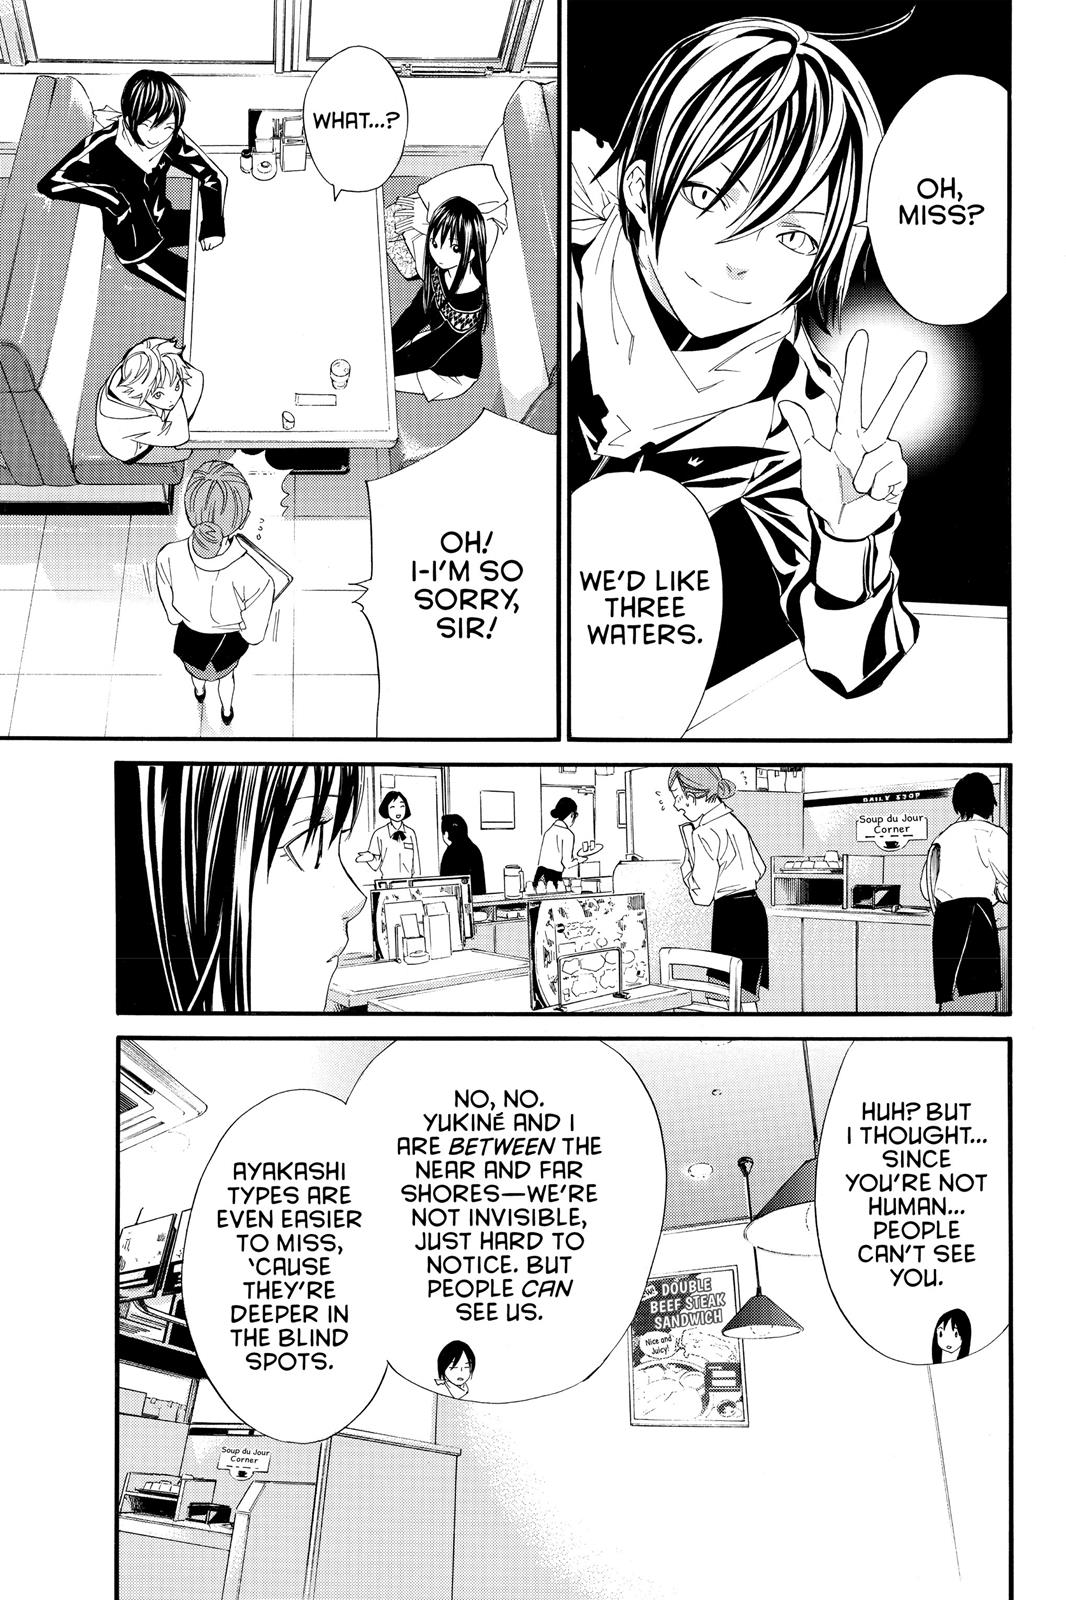 OH,
MISS?
WE'D LIKE
THREE
WATERS.
WHAT...?
OH!
I-I'M SO
SORRY,
SIR!
DAILY SOUP
Soup du Jour
Corner
HUH? BUT
I THOUGHT...
SINCE
YOU'RE NOT
HUMAN...
PEOPLE
CAN'T SEE
YOU.
NO, NO.
YUKINÉ AND I
ARE BETWEEN THE
NEAR AND FAR
SHORES—WE'RE
NOT INVISIBLE,
JUST HARD TO
NOTICE. BUT
PEOPLE CAN
SEE US.
AYAKASHI
TYPES ARE
EVEN EASIER
TO MISS,
'CAUSE
THEY'RE
DEEPER IN
THE BLIND
SPOTS.
DOUBLE
BEEF STEAK
SANDWICH
Nice and
Juicy!
Soup du Jour
Corner